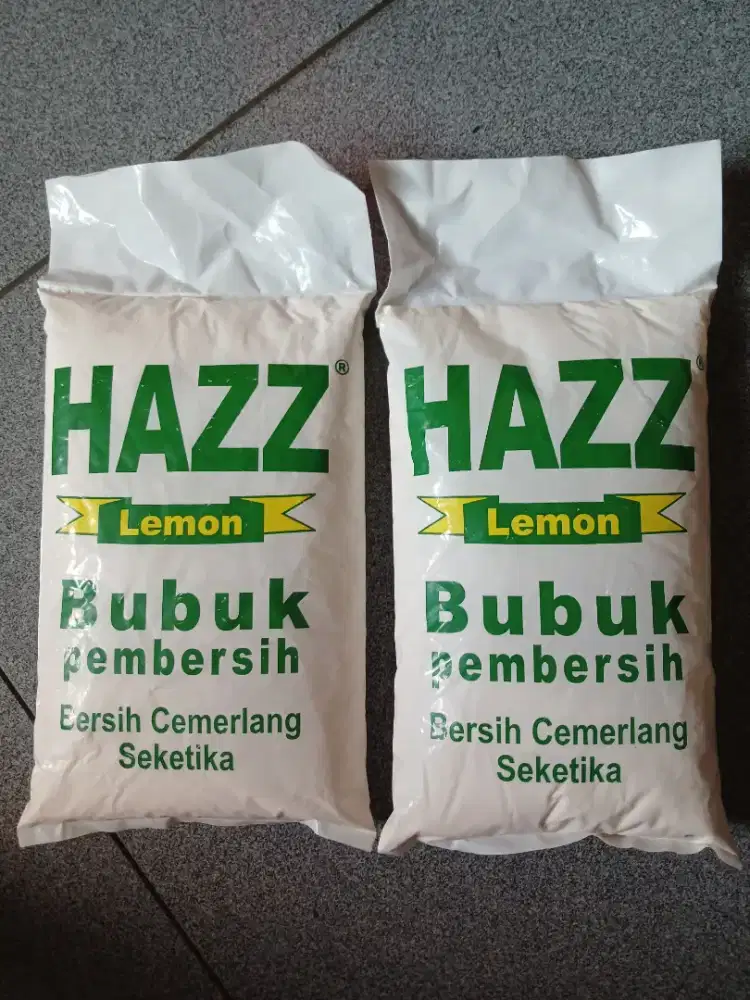 HAZZ®
Lemon
Bubuk
pembersih
Bersih Cemerlang
Seketika
HAZZ®
Lemon
Bubuk
pembersih
Bersih Cemerlang
Seketika